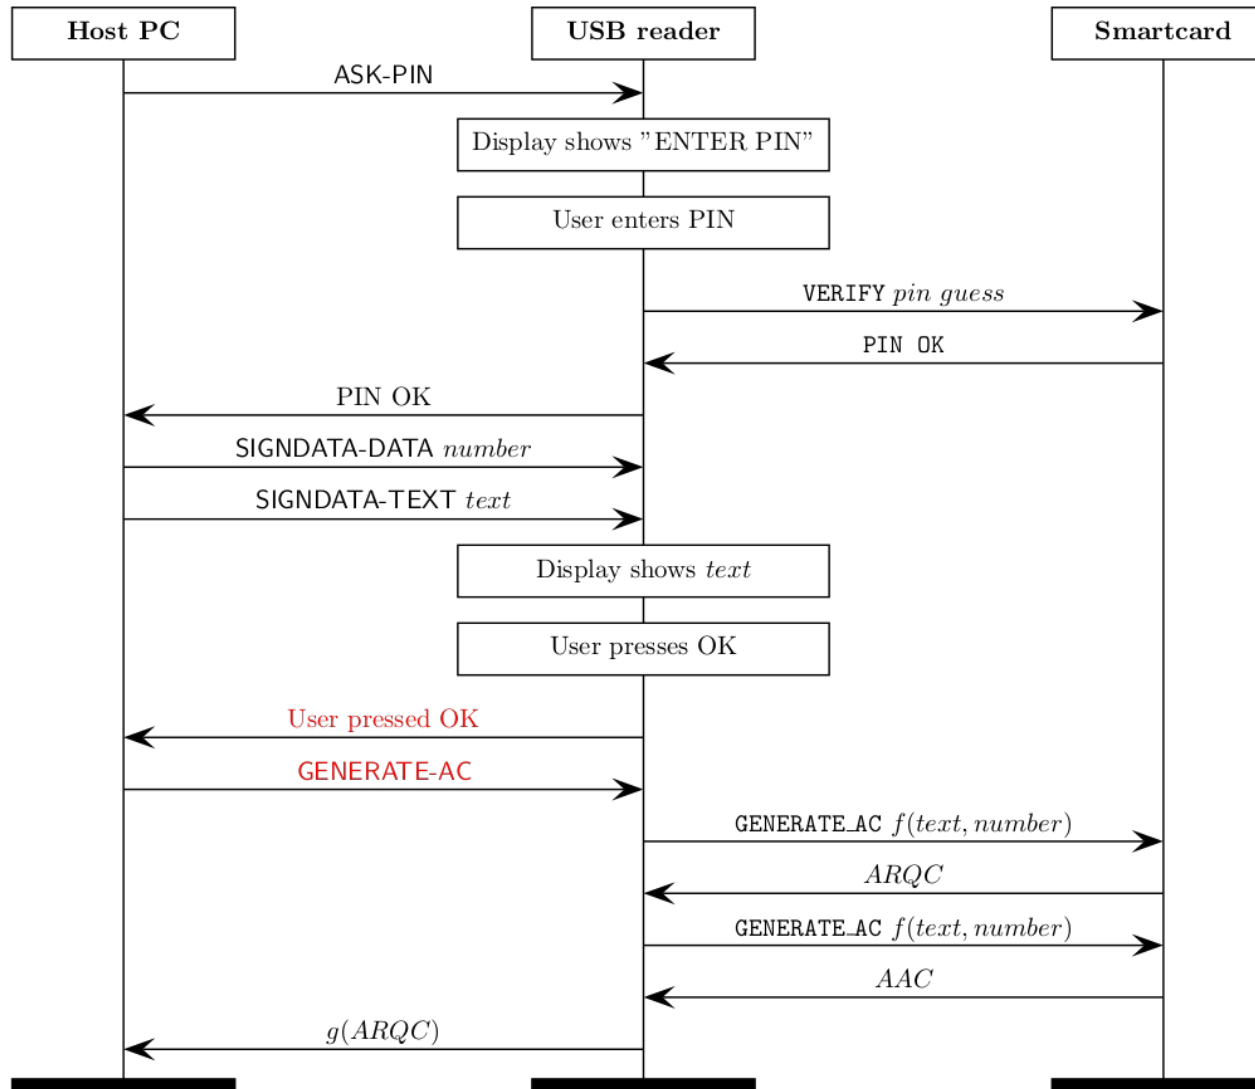 Host PC
USB reader
Smartcard
ASK-PIN
Display shows ”ENTER PIN”
User enters PIN
VERIFY pin guess
PIN OK
PIN OK
SIGNDATA-DATA number
SIGNDATA-TEXT text
Display shows text
User presses OK
User pressed OK
GENERATE-AC
GENERATE_AC f(text, number)
ARQC
GENERATE_AC f(text, number)
AAC
g(ARQC)